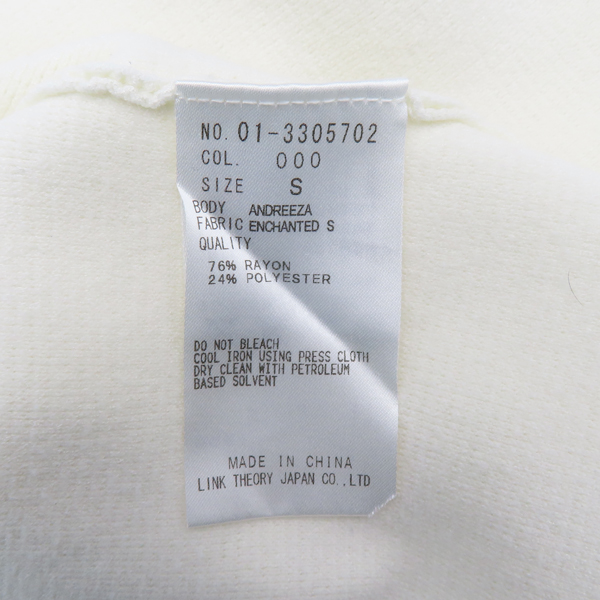 NO. 01-3305702
COL. 000
SIZE S
BODY ANDREEZA
FABRIC ENCHANTED S
QUALITY
76% RAYON
24% POLYESTER
DO NOT BLEACH
COOL IRON USING PRESS CLOTH
DRY CLEAN WITH PETROLEUM
BASED SOLVENT
MADE IN CHINA
LINK THEORY JAPAN CO.,LTD